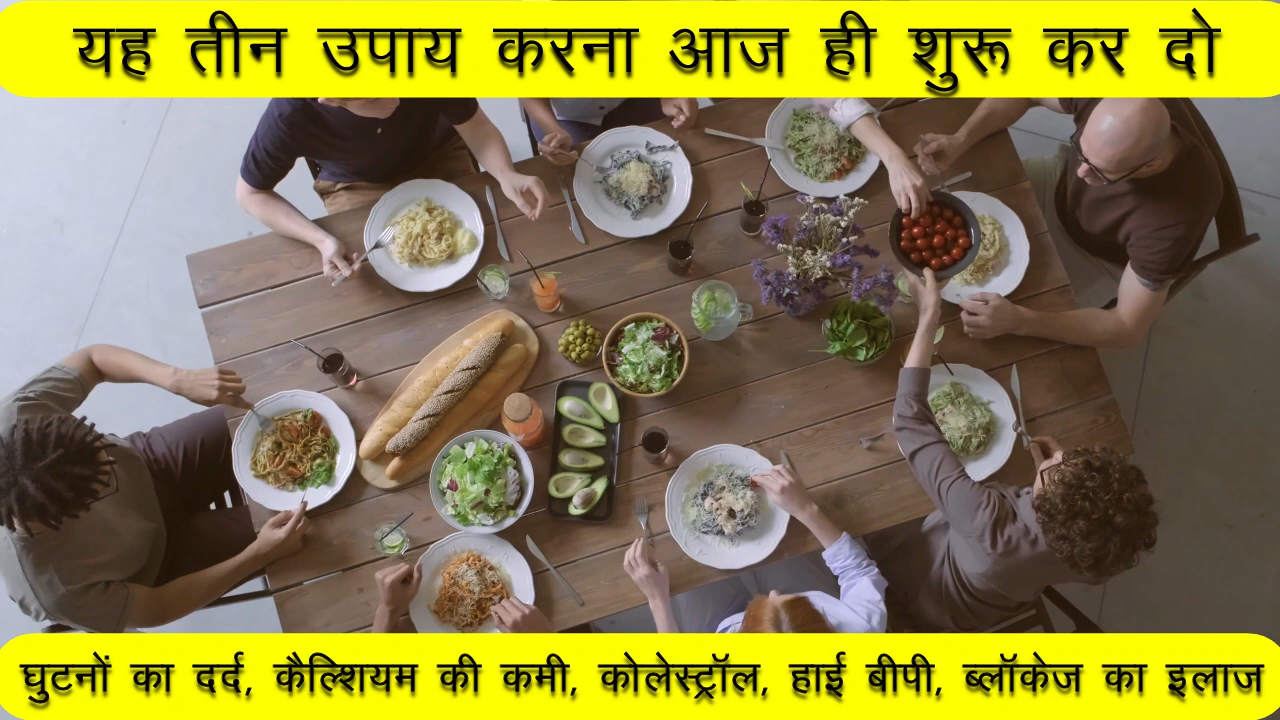 यह तीन उपाय करना आज ही शुरू कर दो
घुटनों का दर्द, कैल्शियम की कमी, कोलेस्ट्रॉल, हाई बीपी, ब्लॉकेज का इलाज